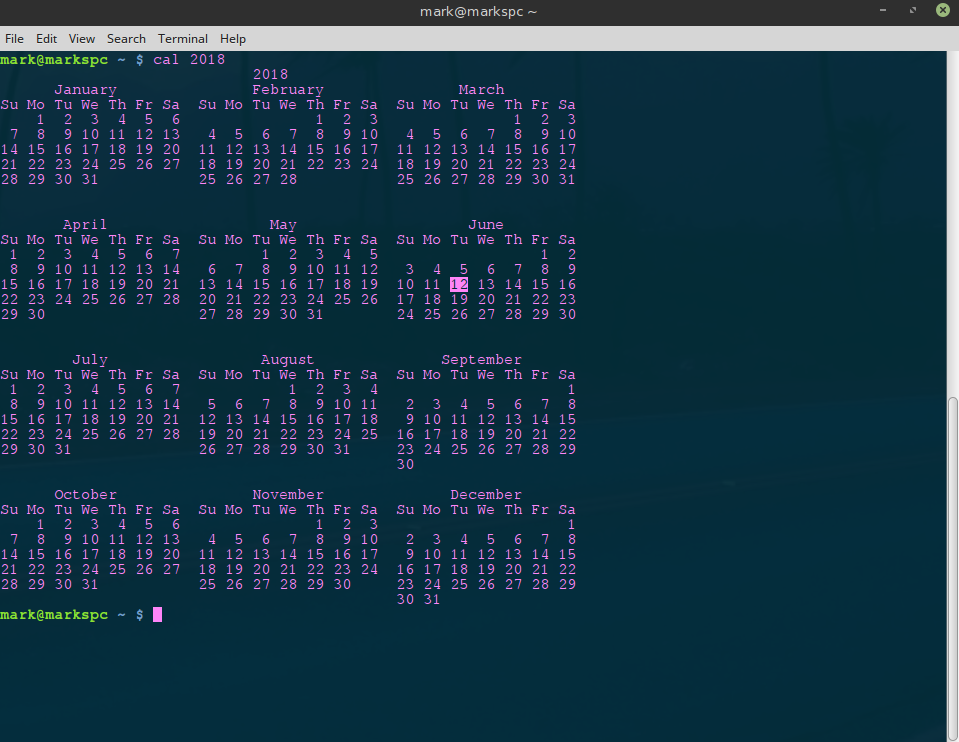 mark@markspc ~
File Edit View Search Terminal Help
mark@markspc ~ $ cal 2018
                            2018
      January               February               March
Su Mo Tu We Th Fr Sa  Su Mo Tu We Th Fr Sa  Su Mo Tu We Th Fr Sa
    1  2  3  4  5  6               1  2  3               1  2  3
 7  8  9 10 11 12 13   4  5  6  7  8  9 10   4  5  6  7  8  9 10
14 15 16 17 18 19 20  11 12 13 14 15 16 17  11 12 13 14 15 16 17
21 22 23 24 25 26 27  18 19 20 21 22 23 24  18 19 20 21 22 23 24
28 29 30 31           25 26 27 28           25 26 27 28 29 30 31
       April                  May                   June
Su Mo Tu We Th Fr Sa  Su Mo Tu We Th Fr Sa  Su Mo Tu We Th Fr Sa
 1  2  3  4  5  6  7         1  2  3  4  5                  1  2
 8  9 10 11 12 13 14   6  7  8  9 10 11 12   3  4  5  6  7  8  9
15 16 17 18 19 20 21  13 14 15 16 17 18 19  10 11 12 13 14 15 16
22 23 24 25 26 27 28  20 21 22 23 24 25 26  17 18 19 20 21 22 23
29 30                 27 28 29 30 31        24 25 26 27 28 29 30
        July                 August              September
Su Mo Tu We Th Fr Sa  Su Mo Tu We Th Fr Sa  Su Mo Tu We Th Fr Sa
 1  2  3  4  5  6  7            1  2  3  4                     1
 8  9 10 11 12 13 14   5  6  7  8  9 10 11   2  3  4  5  6  7  8
15 16 17 18 19 20 21  12 13 14 15 16 17 18   9 10 11 12 13 14 15
22 23 24 25 26 27 28  19 20 21 22 23 24 25  16 17 18 19 20 21 22
29 30 31              26 27 28 29 30 31     23 24 25 26 27 28 29
                                            30
      October               November              December
Su Mo Tu We Th Fr Sa  Su Mo Tu We Th Fr Sa  Su Mo Tu We Th Fr Sa
    1  2  3  4  5  6               1  2  3                     1
 7  8  9 10 11 12 13   4  5  6  7  8  9 10   2  3  4  5  6  7  8
14 15 16 17 18 19 20  11 12 13 14 15 16 17   9 10 11 12 13 14 15
21 22 23 24 25 26 27  18 19 20 21 22 23 24  16 17 18 19 20 21 22
28 29 30 31           25 26 27 28 29 30     23 24 25 26 27 28 29
                                            30 31
mark@markspc ~ $